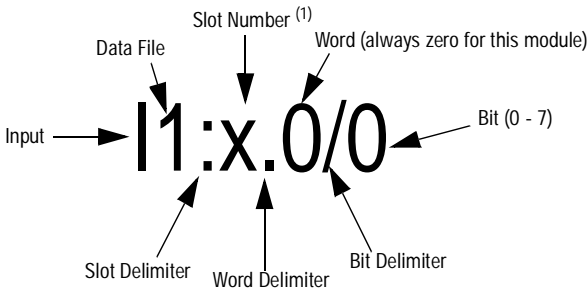 Slot Number (1)
Data File
Word (always zero for this module)
Input
I1:x.0/0
Bit (0 - 7)
Slot Delimiter
Word Delimiter
Bit Delimiter